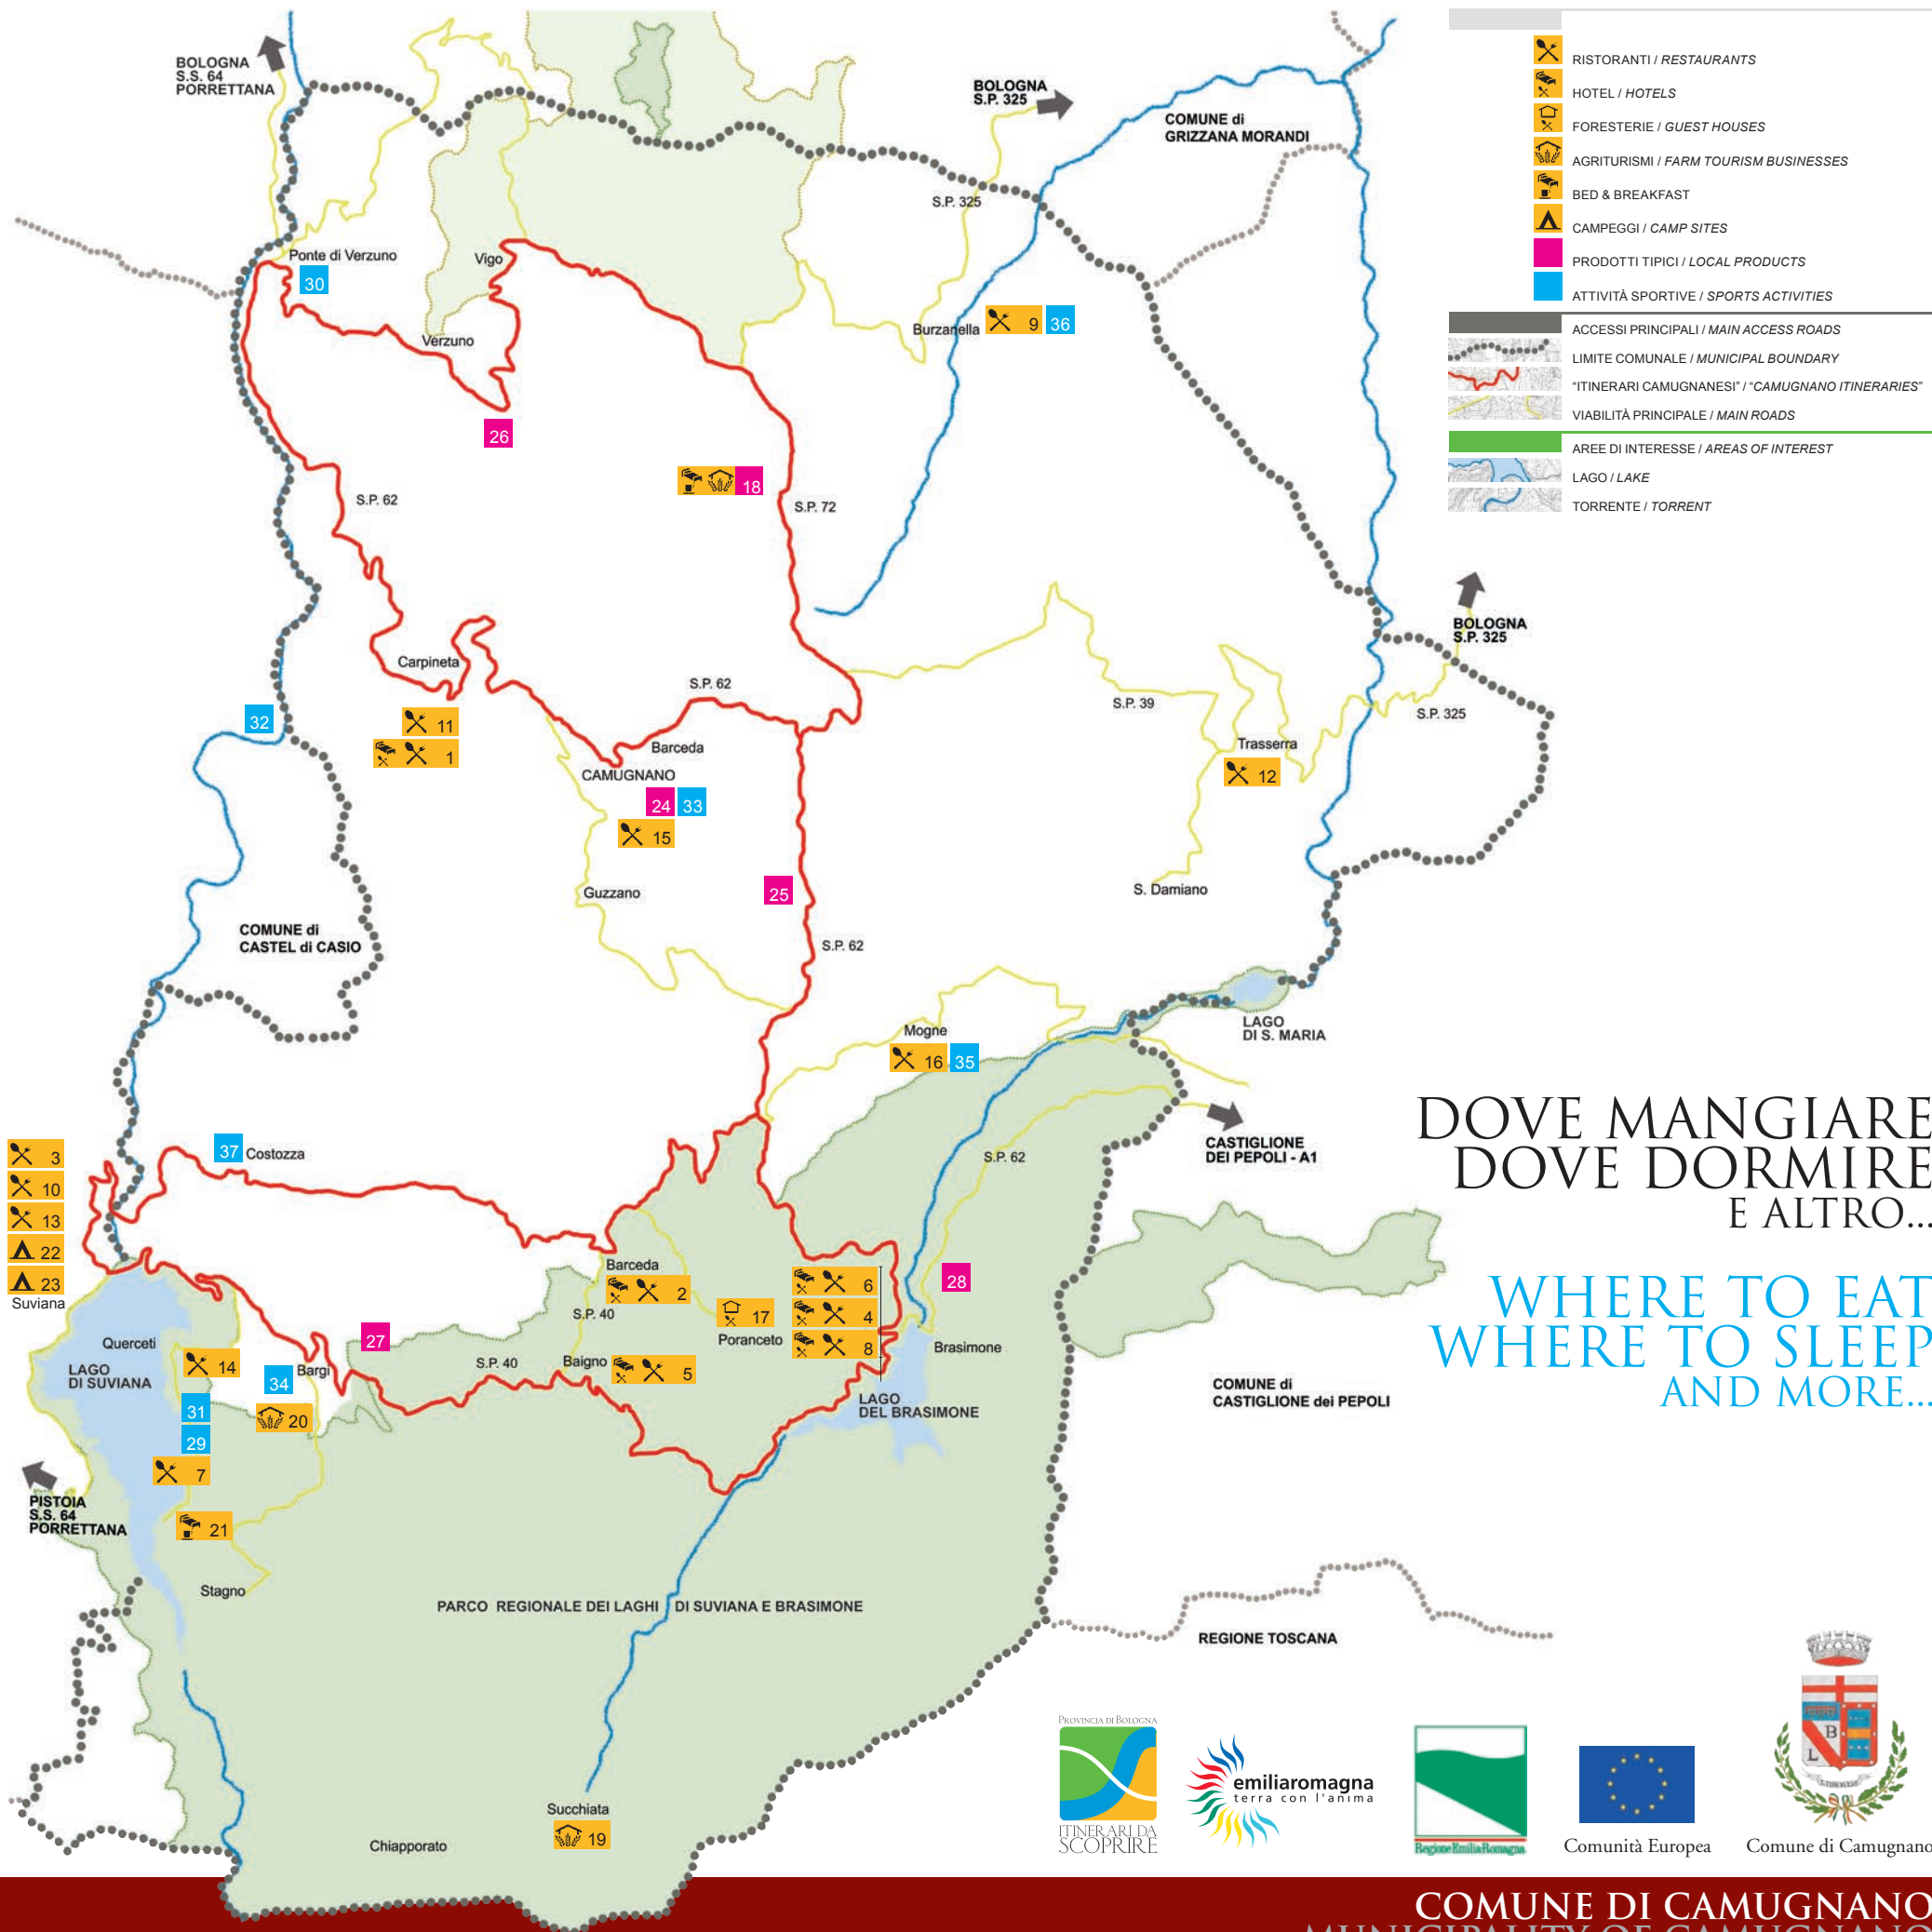 BOLOGNA
S.S. 64
PORRETTANA
BOLOGNA
S.P. 325
COMUNE di
GRIZZANA MORANDI
S.P. 325
Ponte di Verzuno
30
Vigo
Verzuno
Burzanella
9
36
26
18
S.P. 62
S.P. 72
RISTORANTI / RESTAURANTS
HOTEL / HOTELS
FORESTERIE / GUEST HOUSES
AGRITURISMI / FARM TOURISM BUSINESSES
BED & BREAKFAST
CAMPEGGI / CAMP SITES
PRODOTTI TIPICI / LOCAL PRODUCTS
ATTIVITÀ SPORTIVE / SPORTS ACTIVITIES
ACCESSI PRINCIPALI / MAIN ACCESS ROADS
LIMITE COMUNALE / MUNICIPAL BOUNDARY
"ITINERARI CAMUGNANESI" / "CAMUGNANO ITINERARIES"
VIABILITÀ PRINCIPALE / MAIN ROADS
AREE DI INTERESSE / AREAS OF INTEREST
LAGO / LAKE
TORRENTE / TORRENT
BOLOGNA
S.P. 325
Carpineta
S.P. 62
S.P. 39
S.P. 325
32
11
1
Barceda
CAMUGNANO
24
33
15
Trasserra
12
Guzzano
25
S. Damiano
COMUNE di
CASTEL di CASIO
S.P. 62
Mogne
16
35
LAGO
DI S. MARIA
CASTIGLIONE
DEI PEPOLI - A1
S.P. 62
3
10
13
22
23
Suviana
37
Costozza
Barceda
2
S.P. 40
17
Poranceto
6
4
8
28
Brasimone
Querceti
LAGO
DI SUVIANA
14
27
34
Bargi
S.P. 40
Baigno
5
31
29
7
20
LAGO
DEL BRASIMONE
COMUNE di
CASTIGLIONE dei PEPOLI
PISTOIA
S.S. 64
PORRETTANA
21
Stagno
PARCO REGIONALE DEI LAGHI DI SUVIANA E BRASIMONE
REGIONE TOSCANA
Succhiata
19
Chiapporato
DOVE MANGIARE
DOVE DORMIRE
E ALTRO...
WHERE TO EAT
WHERE TO SLEEP
AND MORE...
PROVINCIA DI BOLOGNA
ITINERARI DA
SCOPRIRE
emiliaromagna
terra con l'anima
RegioneEmiliaRomagna
Comunità Europea
B
L
Comune di Camugnano
COMUNE DI CAMUGNANO
MUNICIPALITY OF CAMUGNANO